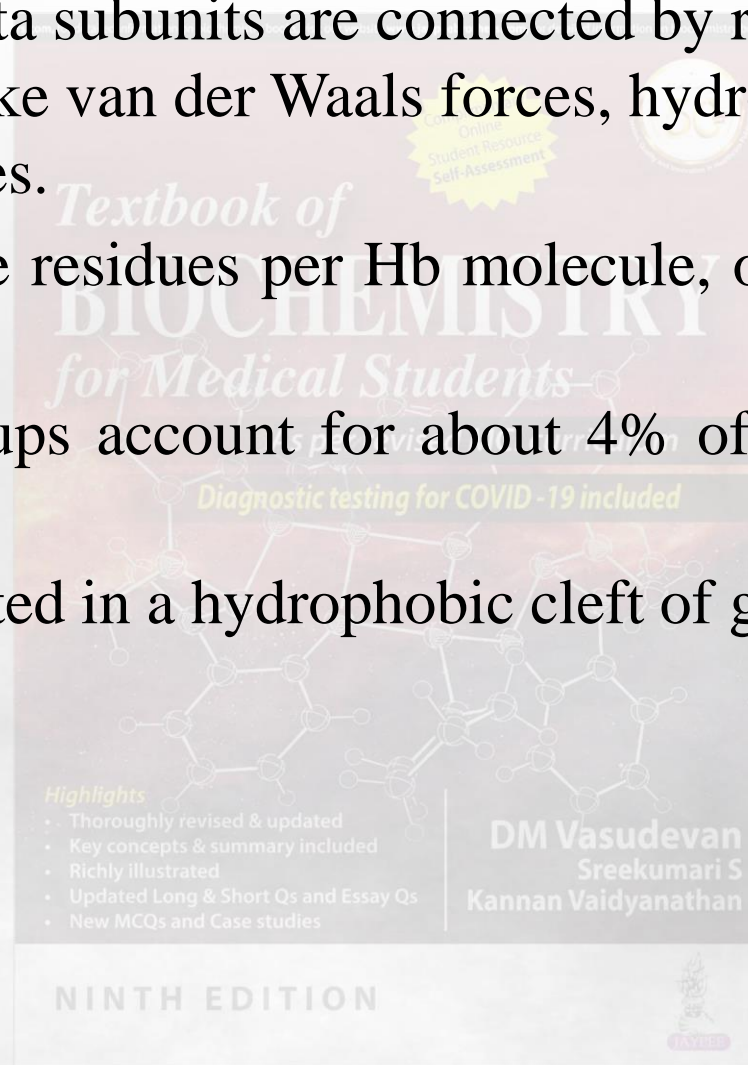 ta subunits are connected by r
ke van der Waals forces, hydr
es.
e residues per Hb molecule, o
ups account for about 4% of
ted in a hydrophobic cleft of g
Online
Student Resource
Self-Assessment
Textbook of
BIOCHEMISTRY
for Medical Students
Diagnostic testing for COVID -19 included
Highlights
• Thoroughly revised & updated
• Key concepts & summary included
• Richly illustrated
• Updated Long & Short Qs and Essay Qs
• New MCQs and Case studies
DM Vasudevan
Sreekumari S
Kannan Vaidyanathan
NINTH EDITION
JAYPEE